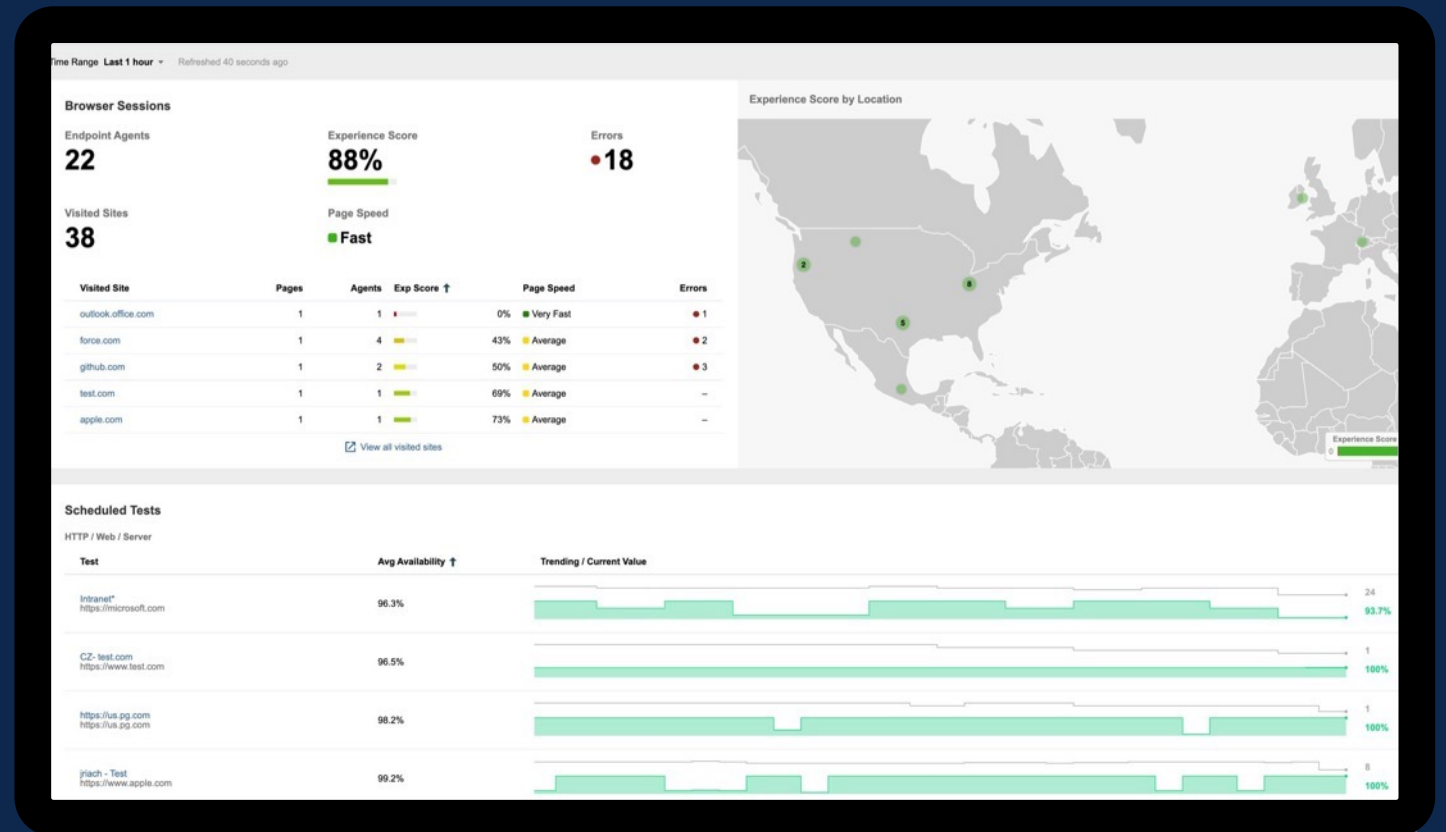 Time Range Last 1 hour Refreshed 40 seconds ago
Browser Sessions
Endpoint Agents
22
Experience Score
88%
Errors
18
Visited Sites
38
Page Speed
Fast
Visited Site Pages Agents Exp Score ↑ Page Speed Errors
outlook.office.com 1 1 0% Very Fast 1
force.com 1 4 43% Average 2
github.com 1 2 50% Average 3
test.com 1 1 69% Average –
apple.com 1 1 73% Average –
View all visited sites
Experience Score by Location
2
8
5
Experience Score
0
Scheduled Tests
HTTP / Web / Server
Test Avg Availability ↑ Trending / Current Value
Intranet*
https://microsoft.com
96.3%
24
93.7%
CZ- test.com
https://www.test.com
96.5%
1
100%
https://us.pg.com
https://us.pg.com
98.2%
1
100%
jriach - Test
https://www.apple.com
99.2%
8
100%